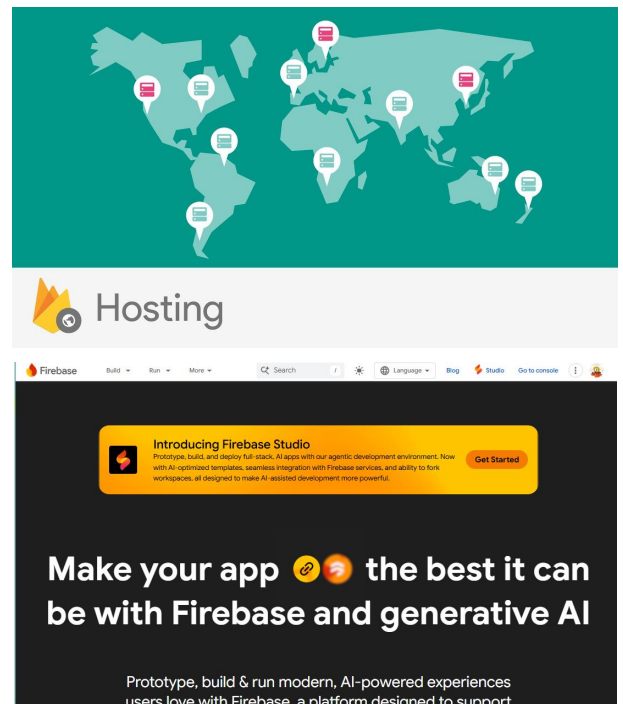 Hosting
Firebase
Build
Run
More
Search
/
Language
Blog
Studio
Go to console
Introducing Firebase Studio
Prototype, build, and deploy full-stack, AI apps with our agentic development environment. Now
with AI-optimized templates, seamless integration with Firebase services, and ability to fork
workspaces, all designed to make AI-assisted development more powerful.
Get Started
Make your app the best it can
be with Firebase and generative AI
Prototype, build & run modern, AI-powered experiences
users love with Firebase, a platform designed to support